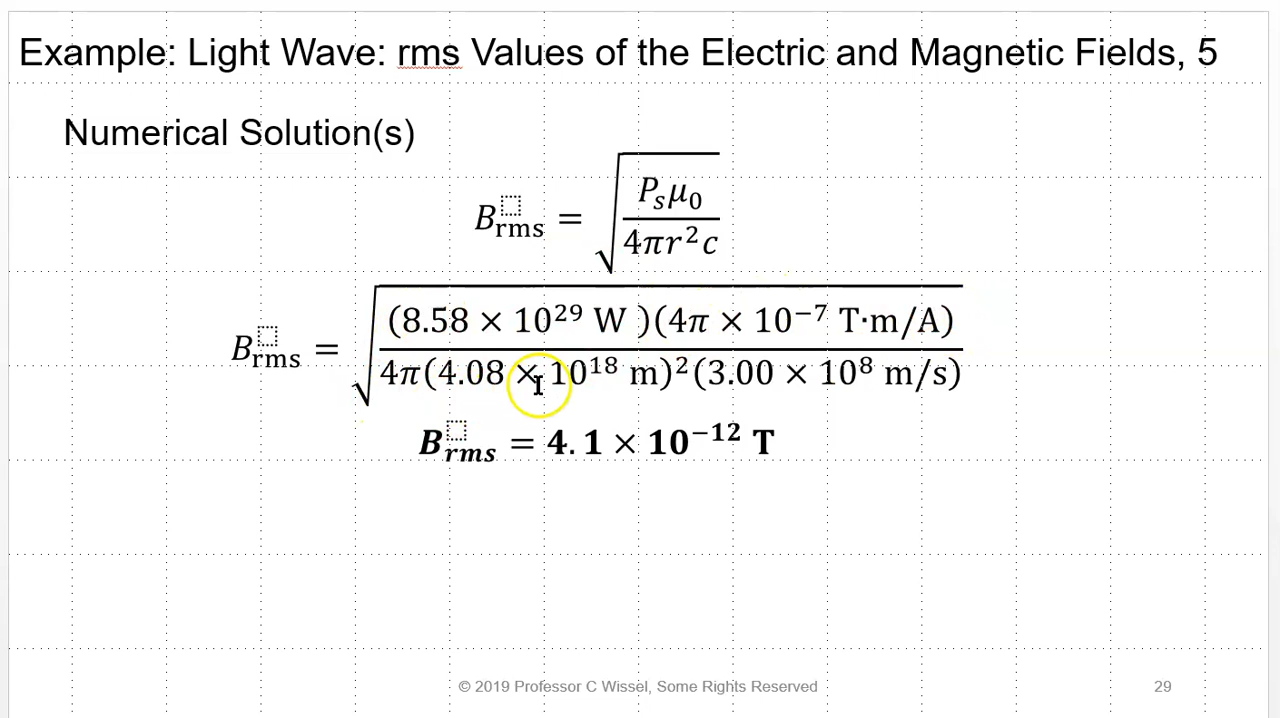 Example: Light Wave: rms Values of the Electric and Magnetic Fields, 5
Numerical Solution(s)
B_rms = √(P_s μ_0 / 4πr²c)
B_rms = √((8.58 × 10²⁹ W )(4π × 10⁻⁷ T·m/A) / 4π(4.08 × 10¹⁸ m)²(3.00 × 10⁸ m/s))
B_rms = 4.1 × 10⁻¹² T
© 2019 Professor C Wissel, Some Rights Reserved
29